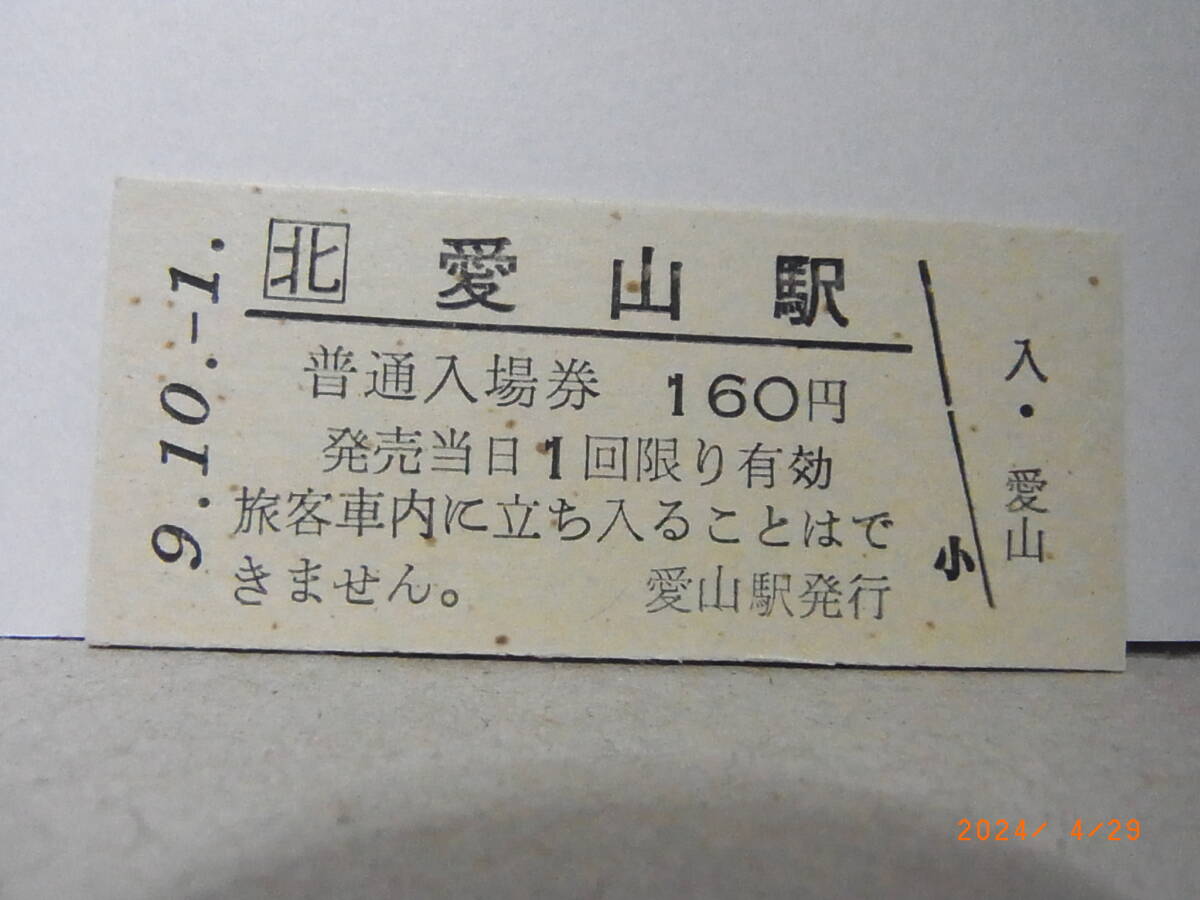 9.10.-1.
北 愛山駅
普通入場券 160円
発売当日1回限り有効
旅客車内に立ち入ることはで
きません。 愛山駅発行
小
入・愛山
2024/ 4/29